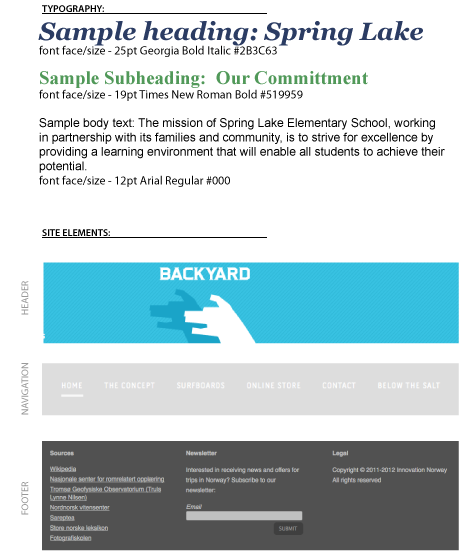 TYPOGRAPHY:
Sample heading: Spring Lake
font face/size - 25pt Georgia Bold Italic #2B3C63
Sample Subheading: Our Committment
font face/size - 19pt Times New Roman Bold #519959
Sample body text: The mission of Spring Lake Elementary School, working
in partnership with its families and community, is to strive for excellence by
providing a learning environment that will enable all students to achieve their
potential.
font face/size - 12pt Arial Regular #000
SITE ELEMENTS:
HEADER
BACKYARD
NAVIGATION
HOME THE CONCEPT SURFBOARDS ONLINE STORE CONTACT BELOW THE SALT
FOOTER
Sources
Wikipedia
Nasjonale senter for romrelatert opplæring
Tromsø Geofysiske Observatorium (Truls
Lynne Nilsen)
Nordnorsk vitensenter
Sareptas
Store norske leksikon
Fotografleksikon
Newsletter
Interested in receiving news and offers for
trips in Norway? Subscribe to our
newsletter:
Email
SUBMIT
Legal
Copyright © 2011-2012 Innovation Norway
All rights reserved